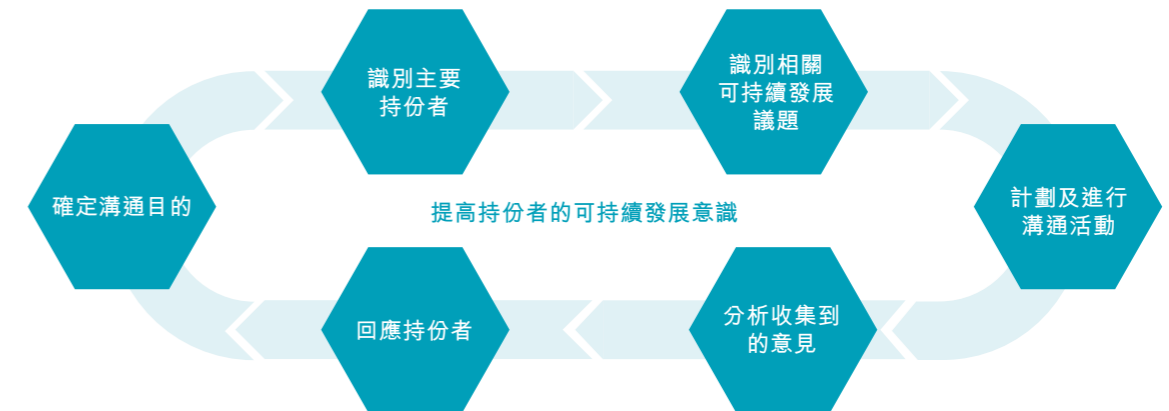 識別主要
持份者
識別相關
可持續發展
議題
確定溝通目的
提高持份者的可持續發展意識
計劃及進行
溝通活動
回應持份者
分析收集到
的意見